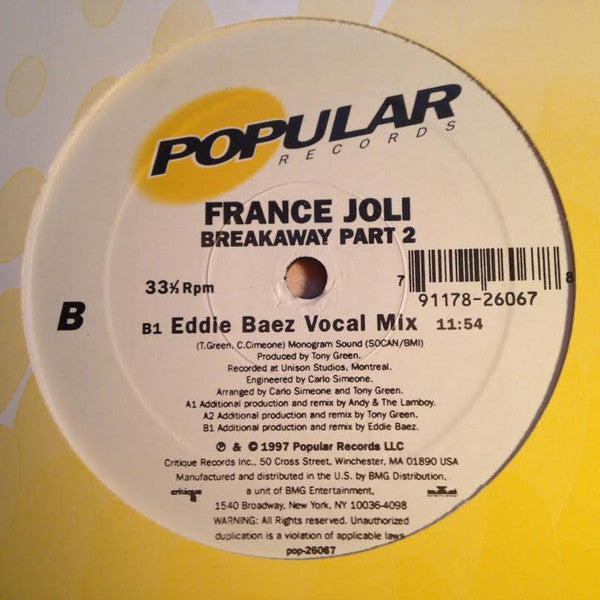 POPULAR
RECORDS
FRANCE JOLI
BREAKAWAY PART 2
33⅓ Rpm
7 91178-26067 8
B
B1 Eddie Baez Vocal Mix 11:54
(T.Green, C.Cimeone) Monogram Sound (SOCAN/BMI)
Produced by Tony Green.
Recorded at Unison Studios, Montreal.
Engineered by Carlo Simeone.
Arranged by Carlo Simeone and Tony Green.
A1 Additional production and remix by Andy & The Lamboy.
A2 Additional production and remix by Tony Green.
B1 Additional production and remix by Eddie Baez.
℗ & © 1997 Popular Records LLC
Critique Records Inc., 50 Cross Street, Winchester, MA 01890 USA
Manufactured and distributed in the U.S. by BMG Distribution,
critique a unit of BMG Entertainment, BMG
1540 Broadway, New York, NY 10036-4098
WARNING: All Rights reserved. Unauthorized
duplication is a violation of applicable laws
pop-26067